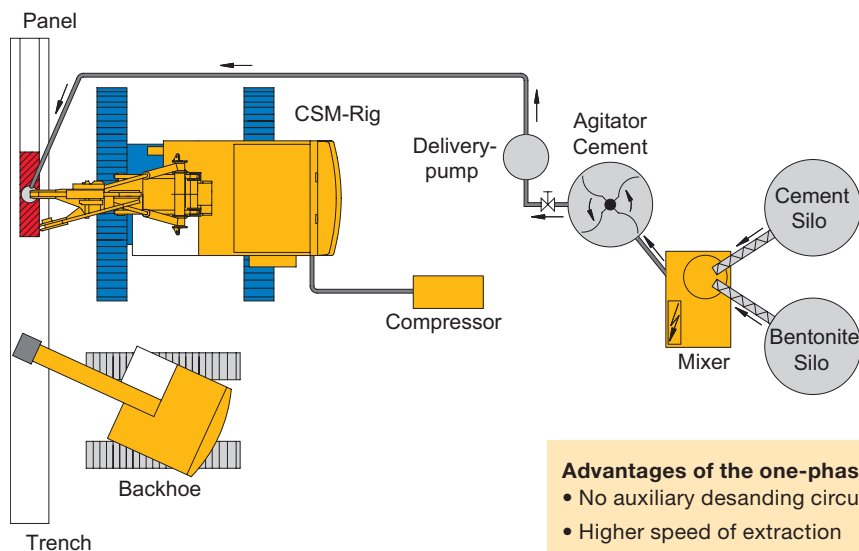 Panel
CSM-Rig
Delivery-
pump
Agitator
Cement
Cement
Silo
Compressor
Mixer
Bentonite
Silo
Backhoe
Trench
Advantages of the one-phas
• No auxiliary desanding circu
• Higher speed of extraction